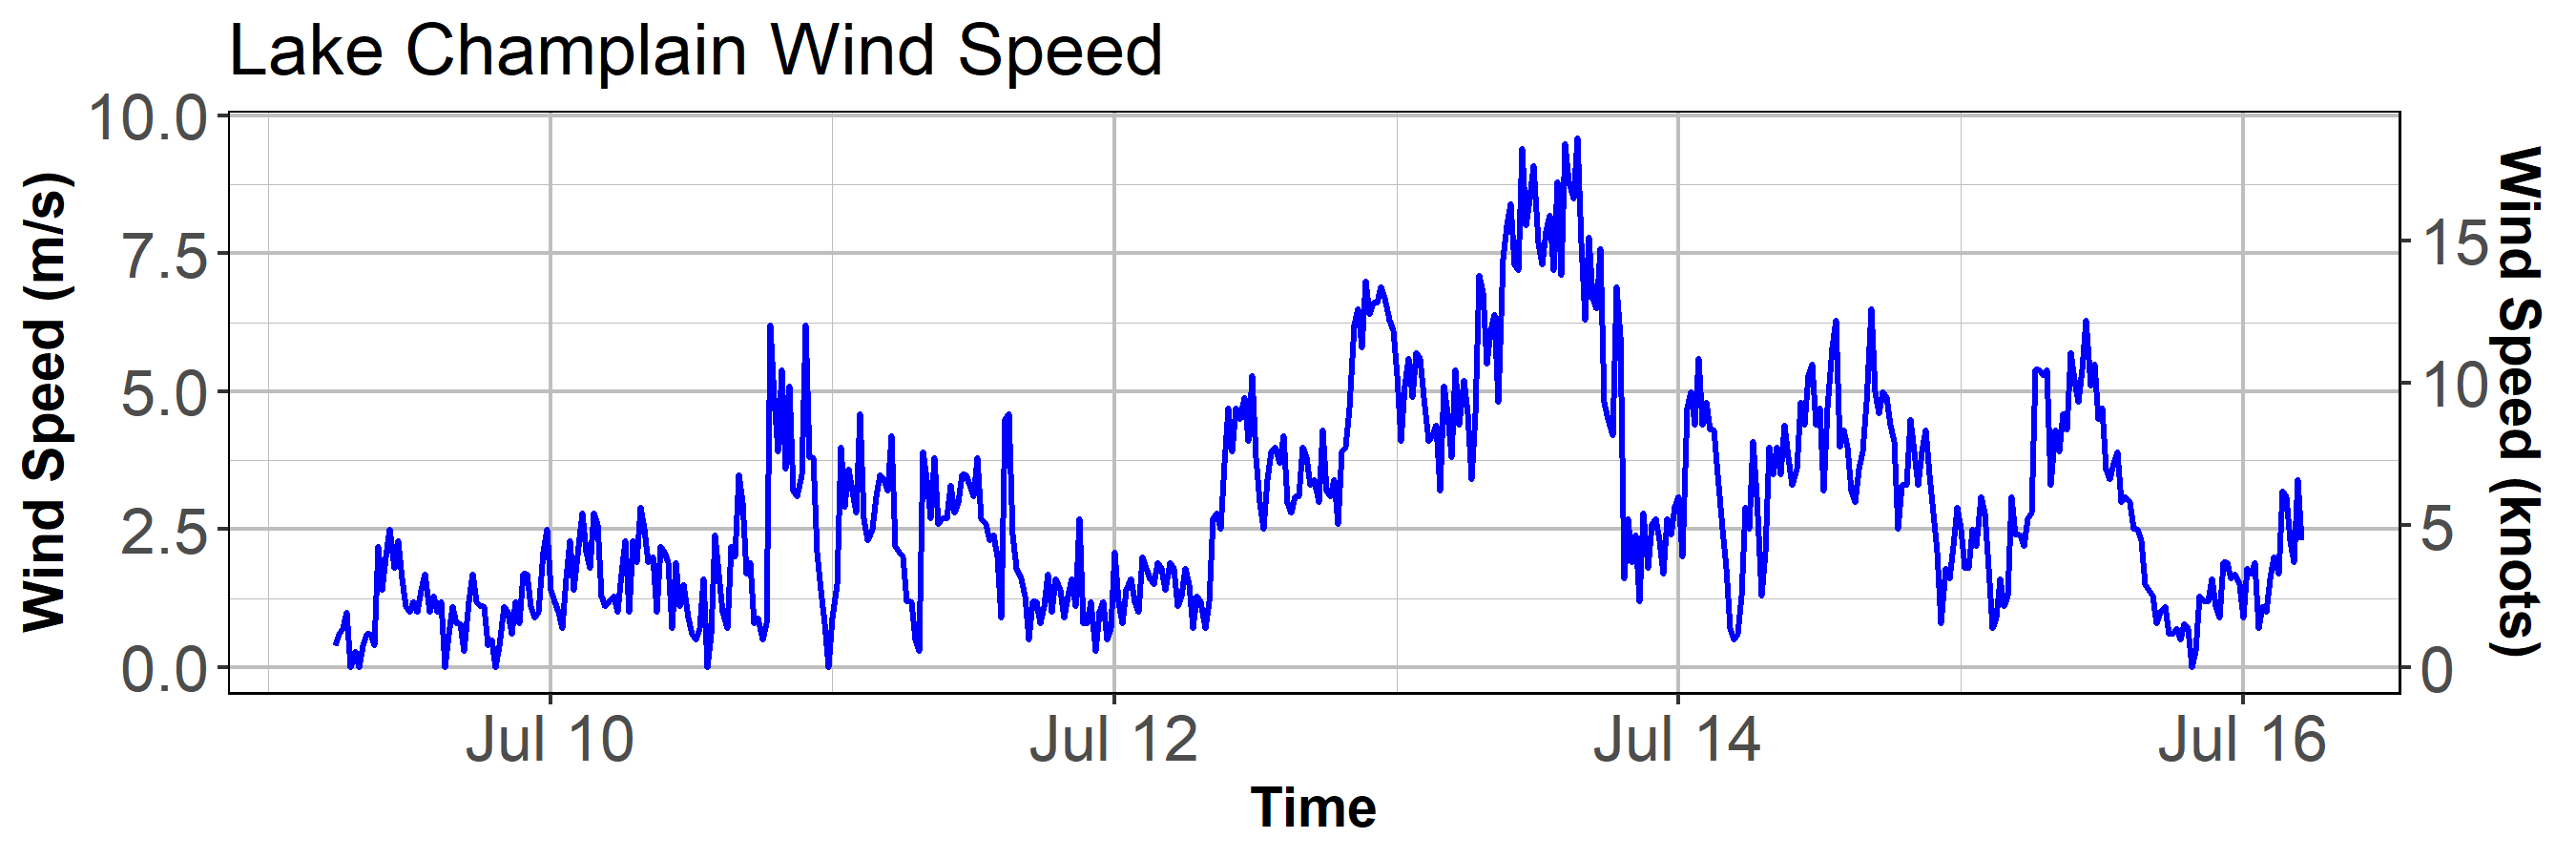 Lake Champlain Wind Speed
Wind Speed (m/s)
10.0
7.5
5.0
2.5
0.0
Wind Speed (knots)
15
10
5
0
Jul 10
Jul 12
Jul 14
Jul 16
Time